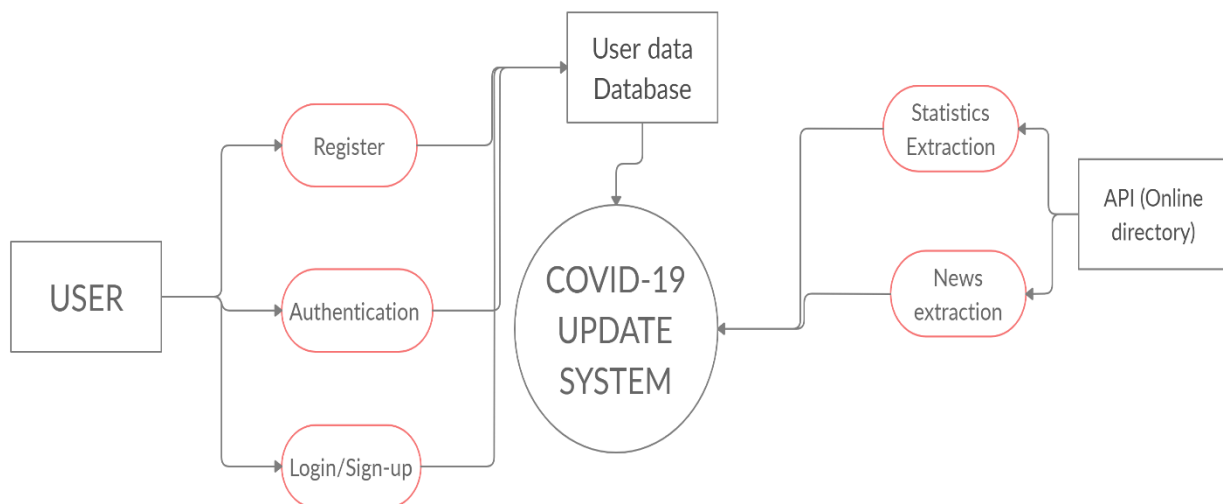 User data
Database
Register
Statistics
Extraction
API (Online
directory)
USER
Authentication
COVID-19
UPDATE
SYSTEM
News
extraction
Login/Sign-up